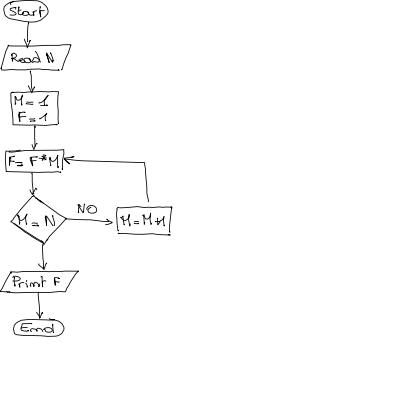 Start
Read N
M = 1
F = 1
F = F * M
M = N
NO
M = M + 1
Print F
End